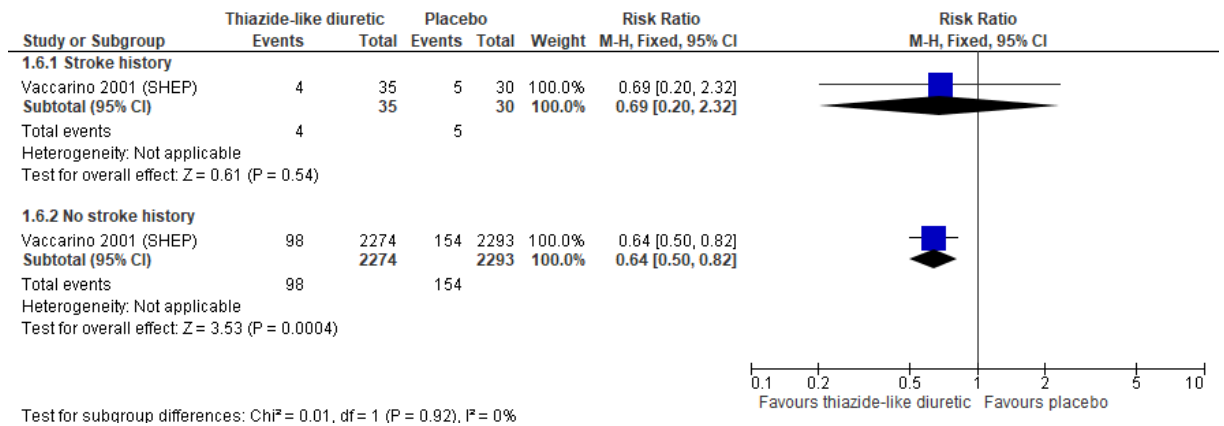 Thiazide-like diuretic Placebo Risk Ratio Risk Ratio
Study or Subgroup Events Total Events Total Weight M-H, Fixed, 95% CI M-H, Fixed, 95% CI
1.6.1 Stroke history
Vaccarino 2001 (SHEP) 4 35 5 30 100.0% 0.69 [0.20, 2.32]
Subtotal (95% CI) 35 30 100.0% 0.69 [0.20, 2.32]
Total events 4 5
Heterogeneity: Not applicable
Test for overall effect: Z = 0.61 (P = 0.54)
1.6.2 No stroke history
Vaccarino 2001 (SHEP) 98 2274 154 2293 100.0% 0.64 [0.50, 0.82]
Subtotal (95% CI) 2274 2293 100.0% 0.64 [0.50, 0.82]
Total events 98 154
Heterogeneity: Not applicable
Test for overall effect: Z = 3.53 (P = 0.0004)
0.1 0.2 0.5 1 2 5 10
Favours thiazide-like diuretic Favours placebo
Test for subgroup differences: Chi² = 0.01, df = 1 (P = 0.92), I² = 0%